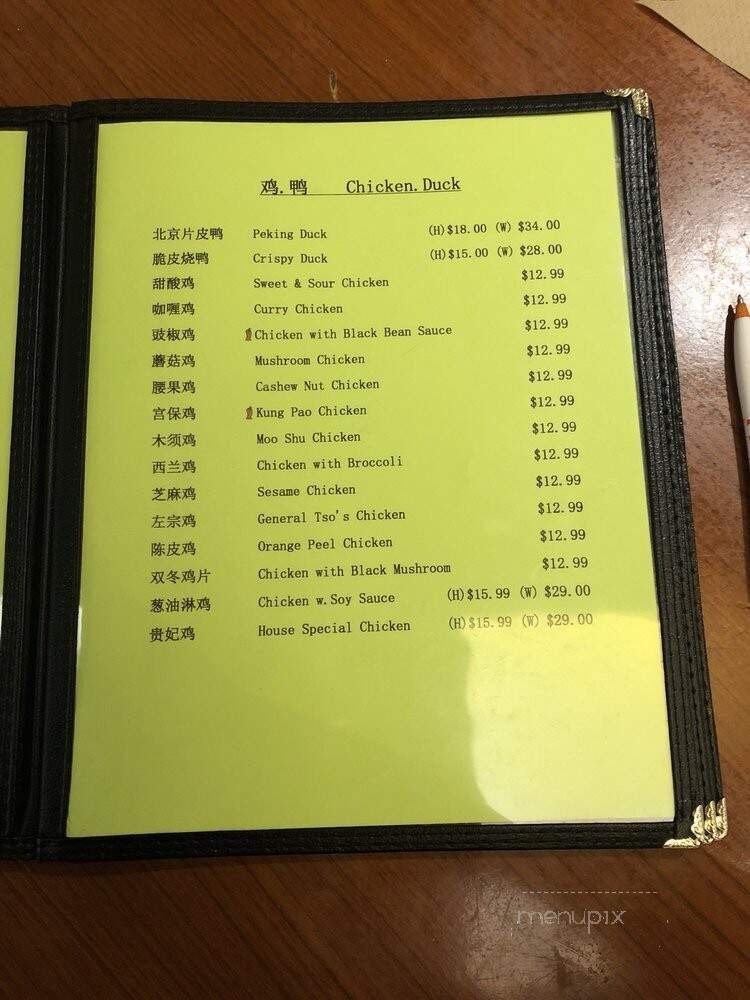 鸡.鸭 Chicken.Duck
北京片皮鸭 Peking Duck (H)$18.00 (W) $34.00
脆皮烧鸭 Crispy Duck (H)$15.00 (W) $28.00
甜酸鸡 Sweet & Sour Chicken $12.99
咖喱鸡 Curry Chicken $12.99
豉椒鸡 Chicken with Black Bean Sauce $12.99
蘑菇鸡 Mushroom Chicken $12.99
腰果鸡 Cashew Nut Chicken $12.99
宫保鸡 Kung Pao Chicken $12.99
木须鸡 Moo Shu Chicken $12.99
西兰鸡 Chicken with Broccoli $12.99
芝麻鸡 Sesame Chicken $12.99
左宗鸡 General Tso's Chicken $12.99
陈皮鸡 Orange Peel Chicken $12.99
双冬鸡片 Chicken with Black Mushroom $12.99
葱油淋鸡 Chicken w.Soy Sauce (H)$15.99 (W) $29.00
贵妃鸡 House Special Chicken (H)$15.99 (W) $29.00
menupix